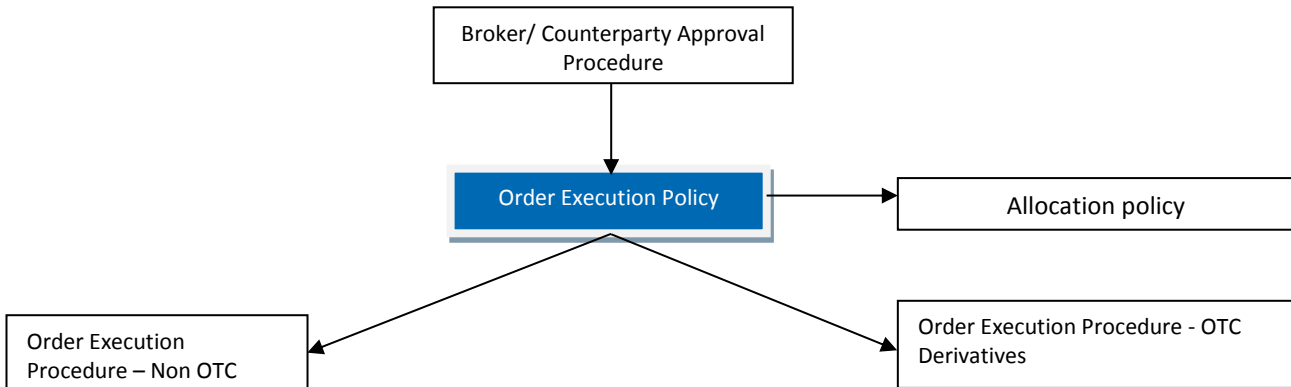 Broker/ Counterparty Approval
Procedure
Order Execution Policy
Allocation policy
Order Execution
Procedure – Non OTC
Order Execution Procedure - OTC
Derivatives